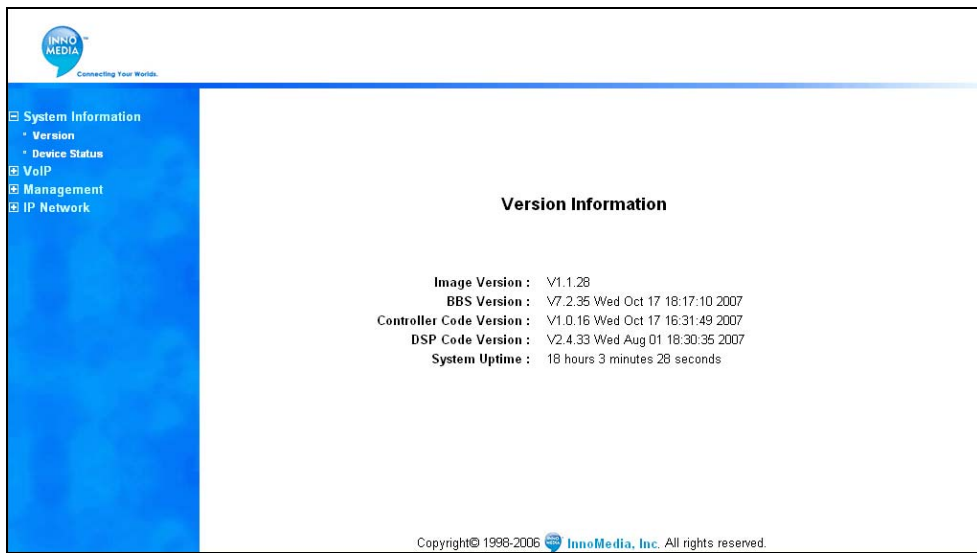 INNO
MEDIA
Connecting Your Worlds.
System Information
Version
Device Status
VoIP
Management
IP Network
Version Information
Image Version : V1.1.28
BBS Version : V7.2.35 Wed Oct 17 18:17:10 2007
Controller Code Version : V1.0.16 Wed Oct 17 16:31:49 2007
DSP Code Version : V2.4.33 Wed Aug 01 18:30:35 2007
System Uptime : 18 hours 3 minutes 28 seconds
Copyright© 1998-2006 InnoMedia, Inc. All rights reserved.